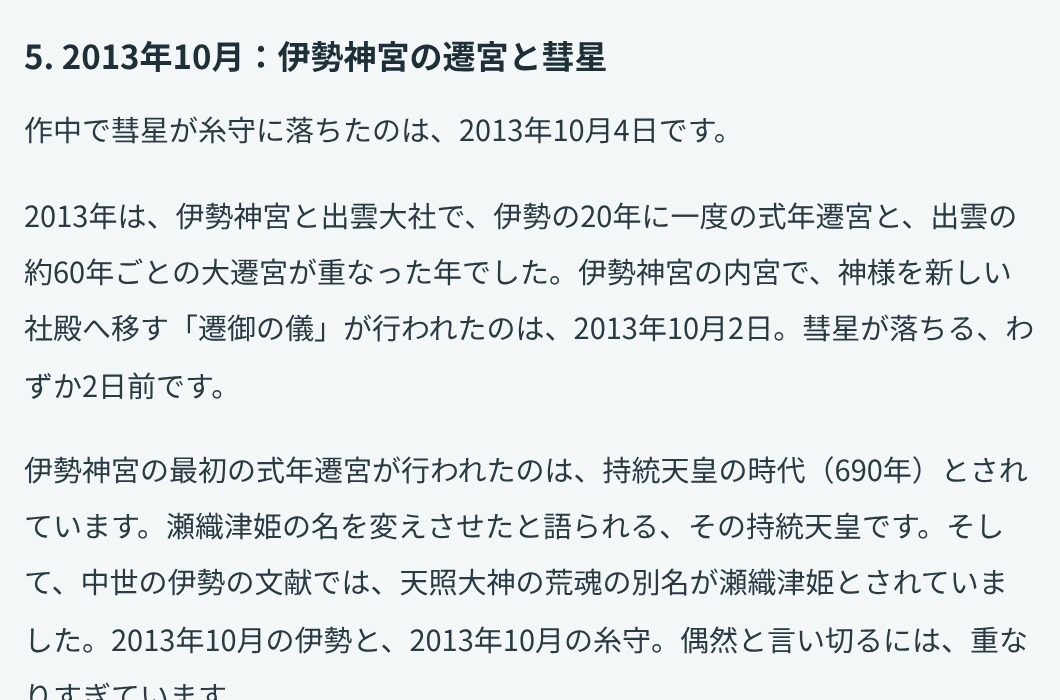 5. 2013年10月：伊勢神宮の遷宮と彗星
作中で彗星が糸守に落ちたのは、2013年10月4日です。
2013年は、伊勢神宮と出雲大社で、伊勢の20年に一度の式年遷宮と、出雲の
約60年ごとの大遷宮が重なった年でした。伊勢神宮の内宮で、神様を新しい
社殿へ移す「遷御の儀」が行われたのは、2013年10月2日。彗星が落ちる、わ
ずか2日前です。
伊勢神宮の最初の式年遷宮が行われたのは、持統天皇の時代（690年）とされ
ています。瀬織津姫の名を変えさせたと語られる、その持統天皇です。そし
て、中世の伊勢の文献では、天照大神の荒魂の別名が瀬織津姫とされていま
した。2013年10月の伊勢と、2013年10月の糸守。偶然と言い切るには、重な
りすぎています